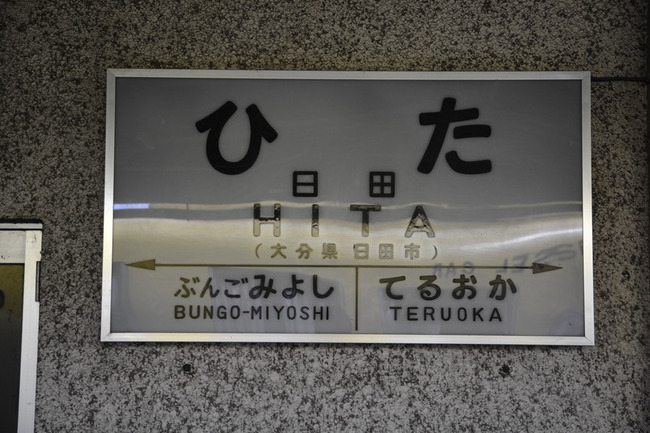 ひた
日田
HITA
(大分県日田市)
ぶんごみよし てるおか
BUNGO-MIYOSHI TERUOKA